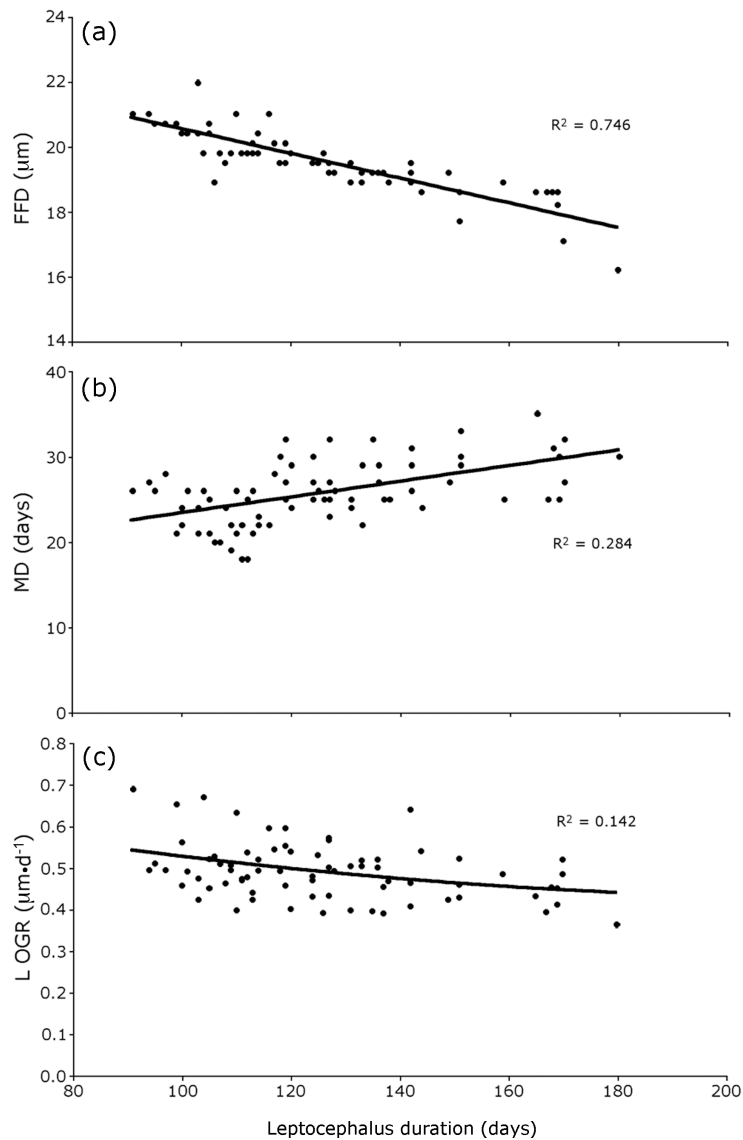 (a)
24
22
20
18
16
14
FFD (μm)
R² = 0.746
(b)
40
30
20
10
0
MD (days)
R² = 0.284
(c)
0.8
0.7
0.6
0.5
0.4
0.3
0.2
0.1
0.0
L OGR (μm•d⁻¹)
R² = 0.142
80 100 120 140 160 180 200
Leptocephalus duration (days)